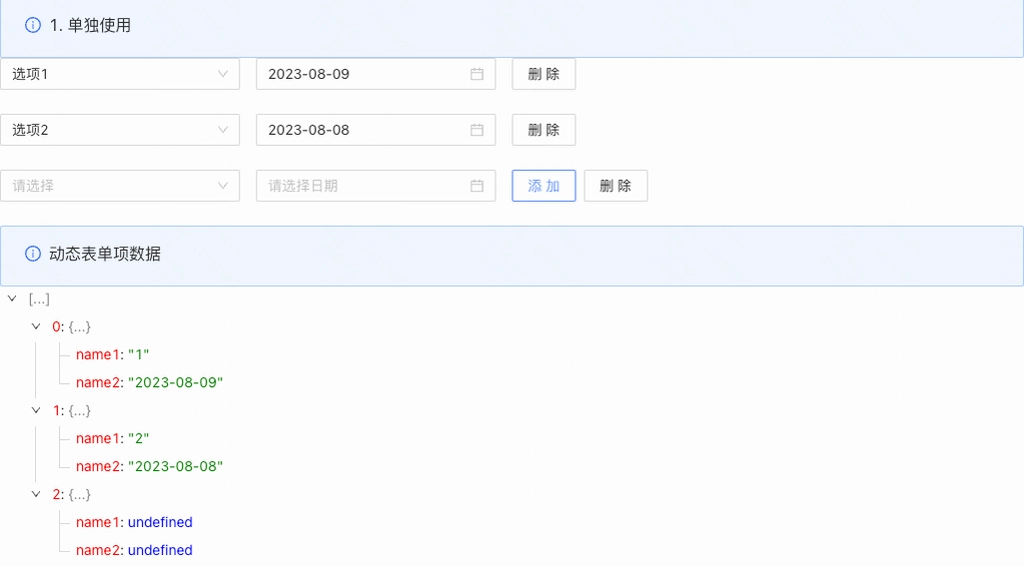 1. 单独使用
选项1 2023-08-09 删 除
选项2 2023-08-08 删 除
请选择 请选择日期 添 加 删 除
动态表单项数据
[...]
0: {...}
name1: "1"
name2: "2023-08-09"
1: {...}
name1: "2"
name2: "2023-08-08"
2: {...}
name1: undefined
name2: undefined